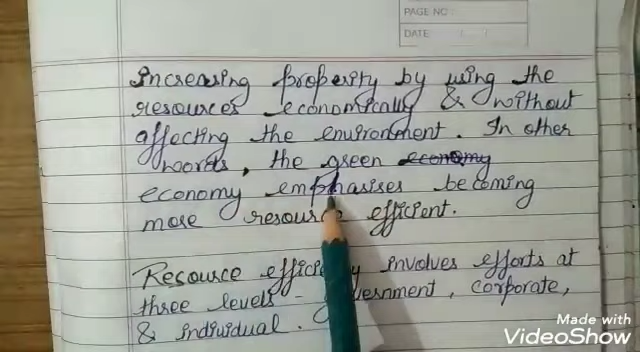 PAGE NO
DATE
increasing properity by using the
resources economically & without
affecting the environment. In other
words, the green economy
economy emphasises becoming
more resource efficient.
Resource efficiency involves efforts at
three levels - government, corporate,
& individual.
Made with
VideoShow